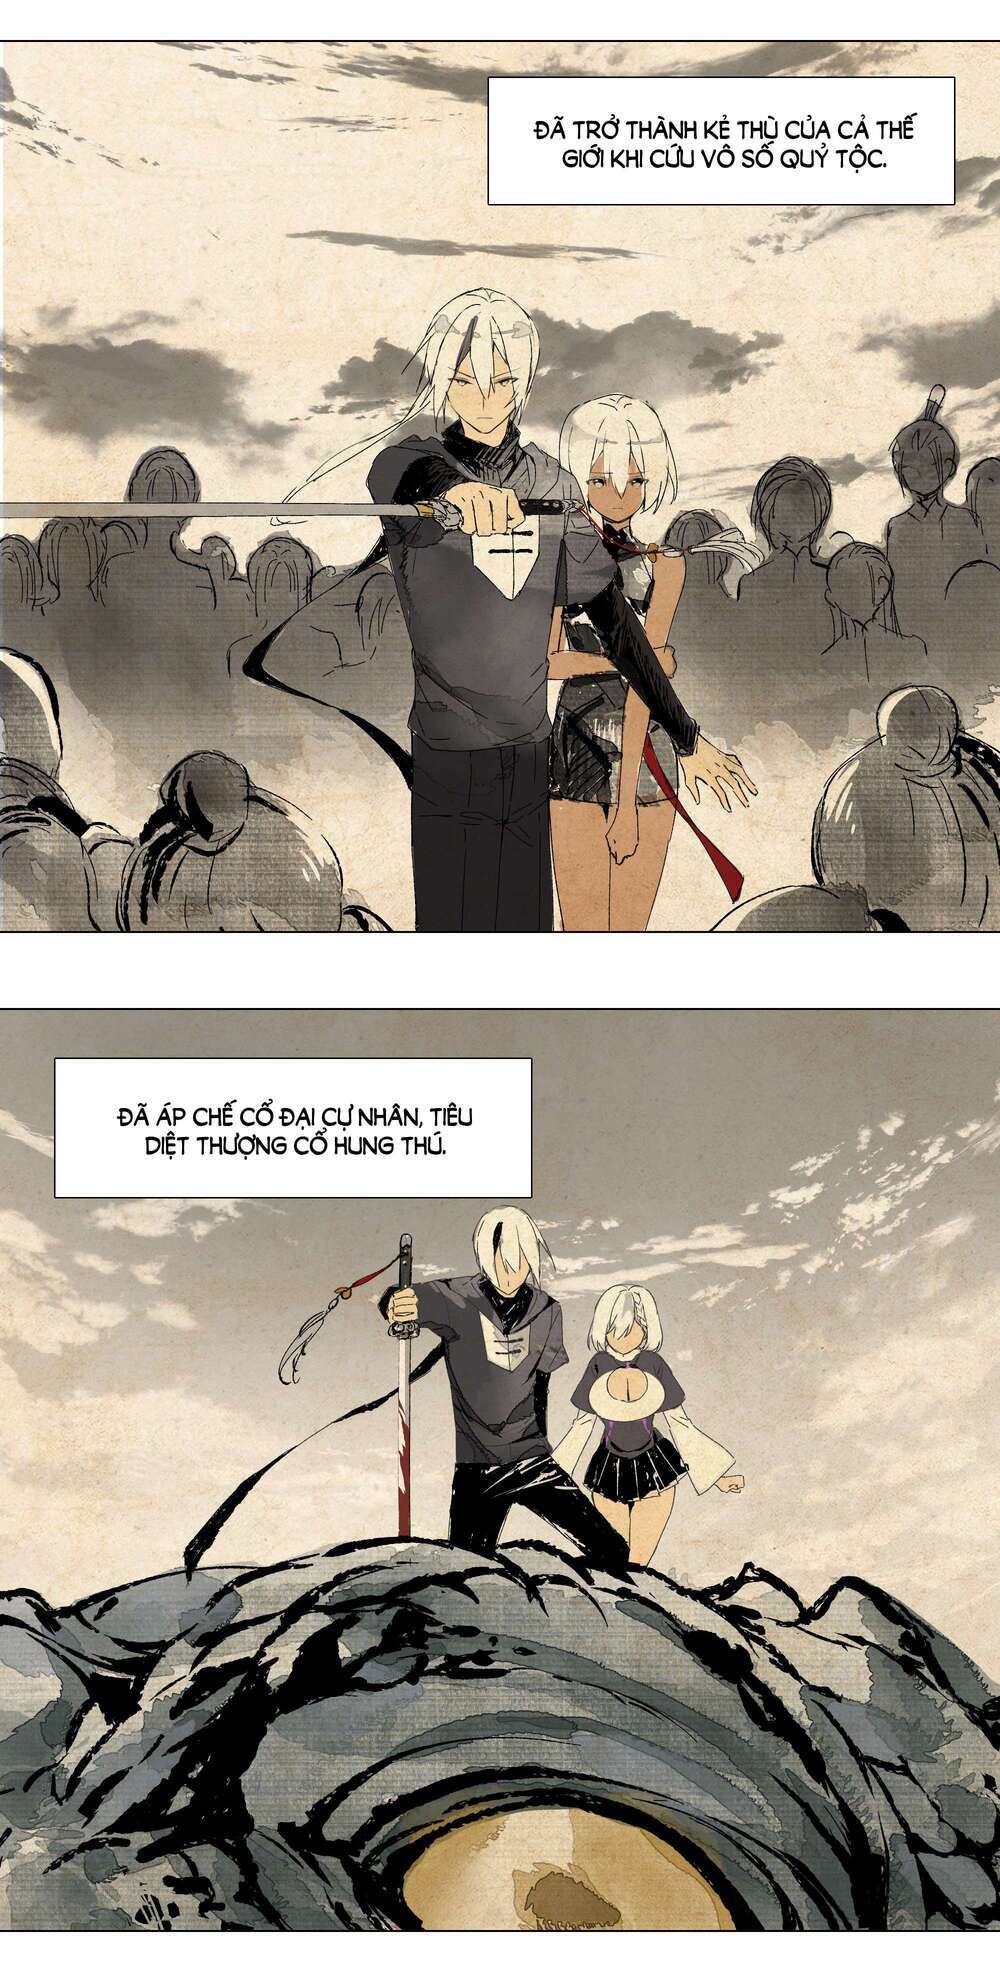 ĐÃ TRỞ THÀNH KẺ THÙ CỦA CẢ THẾ
GIỚI KHI CỨU VÔ SỐ QUỶ TỘC.
ĐÃ ÁP CHẾ CỔ ĐẠI CỰ NHÂN, TIÊU
DIỆT THƯỢNG CỔ HUNG THÚ.